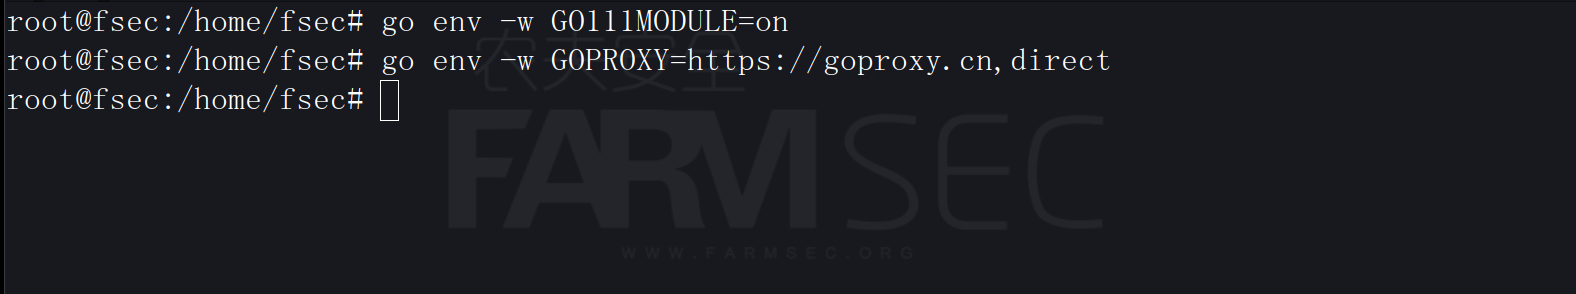 root@fsec:/home/fsec# go env -w GO111MODULE=on
root@fsec:/home/fsec# go env -w GOPROXY=https://goproxy.cn,direct
root@fsec:/home/fsec#
农夫安全
FARMSEC
WWW.FARMSEC.ORG